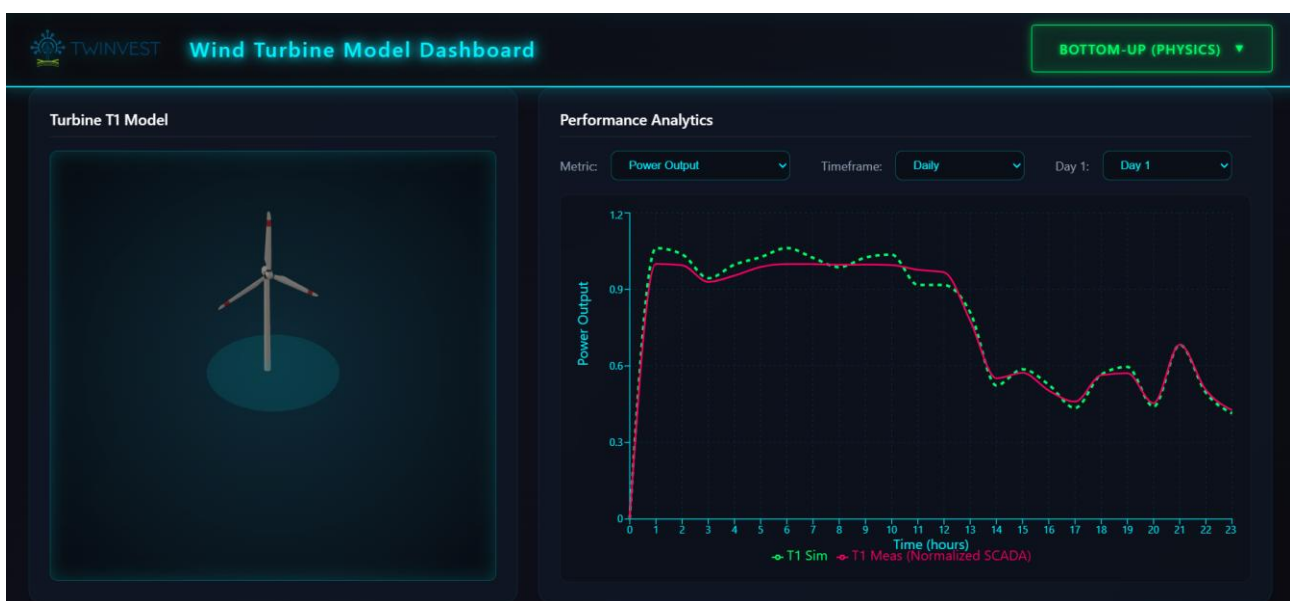 TWINVEST
Wind Turbine Model Dashboard
BOTTOM-UP (PHYSICS) ▼
Turbine T1 Model
Performance Analytics
Metric: Power Output
Timeframe: Daily
Day 1: Day 1
Power Output
1.2
0.9
0.6
0.3
0
0 1 2 3 4 5 6 7 8 9 10 11 12 13 14 15 16 17 18 19 20 21 22 23
Time (hours)
T1 Sim T1 Meas (Normalized SCADA)